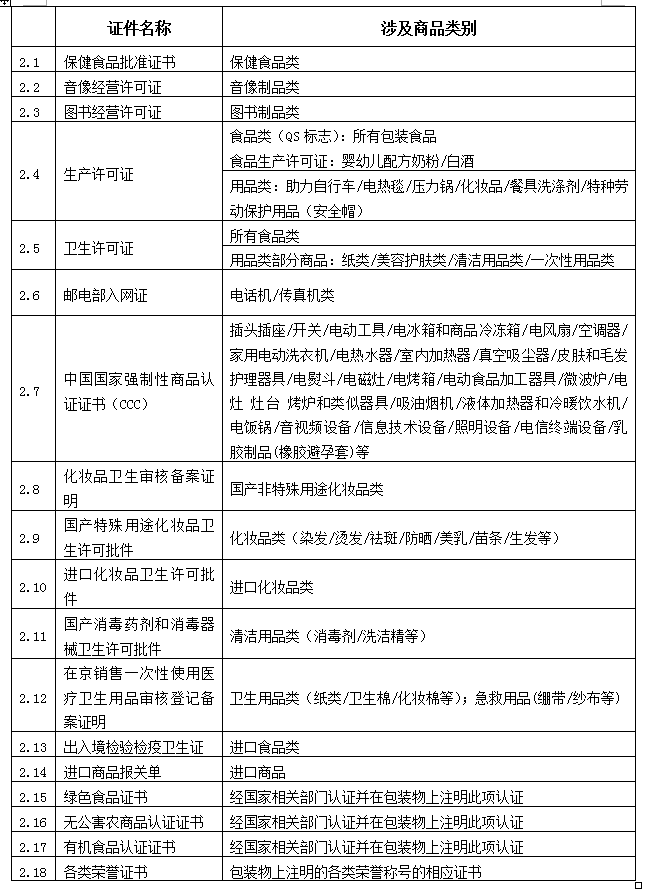 证件名称 涉及商品类别
2.1 保健食品批准证书 保健食品类
2.2 音像经营许可证 音像制品类
2.3 图书经营许可证 图书制品类
2.4 生产许可证
食品类（QS 标志）：所有包装食品
食品生产许可证：婴幼儿配方奶粉/白酒
用品类：助力自行车/电热毯/压力锅/化妆品/餐具洗涤剂/特种劳
动保护用品（安全帽）
2.5 卫生许可证
所有食品类
用品类部分商品：纸类/美容护肤类/清洁用品类/一次性用品类
2.6 邮电部入网证 电话机/传真机类
2.7 中国国家强制性商品认
证证书（CCC）
插头插座/开关/电动工具/电冰箱和商品冷冻箱/电风扇/空调器/
家用电动洗衣机/电热水器/室内加热器/真空吸尘器/皮肤和毛发
护理器具/电熨斗/电磁灶/电烤箱/电动食品加工器具/微波炉/电
灶 灶台 烤炉和类似器具/吸油烟机/液体加热器和冷暖饮水机/
电饭锅/音视频设备/信息技术设备/照明设备/电信终端设备/乳
胶制品(橡胶避孕套)等
2.8 化妆品卫生审核备案证
明
国产非特殊用途化妆品类
2.9 国产特殊用途化妆品卫
生许可批件
化妆品类（染发/烫发/祛斑/防晒/美乳/苗条/生发等）
2.10 进口化妆品卫生许可批
件
进口化妆品类
2.11 国产消毒药剂和消毒器
械卫生许可批件
清洁用品类（消毒剂/洗洁精等）
2.12 在京销售一次性使用医
疗卫生用品审核登记备
案证明
卫生用品类（纸类/卫生棉/化妆棉等）；急救用品(绷带/纱布等)
2.13 出入境检验检疫卫生证 进口食品类
2.14 进口商品报关单 进口商品
2.15 绿色食品证书 经国家相关部门认证并在包装物上注明此项认证
2.16 无公害农商品认证证书 经国家相关部门认证并在包装物上注明此项认证
2.17 有机食品认证证书 经国家相关部门认证并在包装物上注明此项认证
2.18 各类荣誉证书 包装物上注明的各类荣誉称号的相应证书